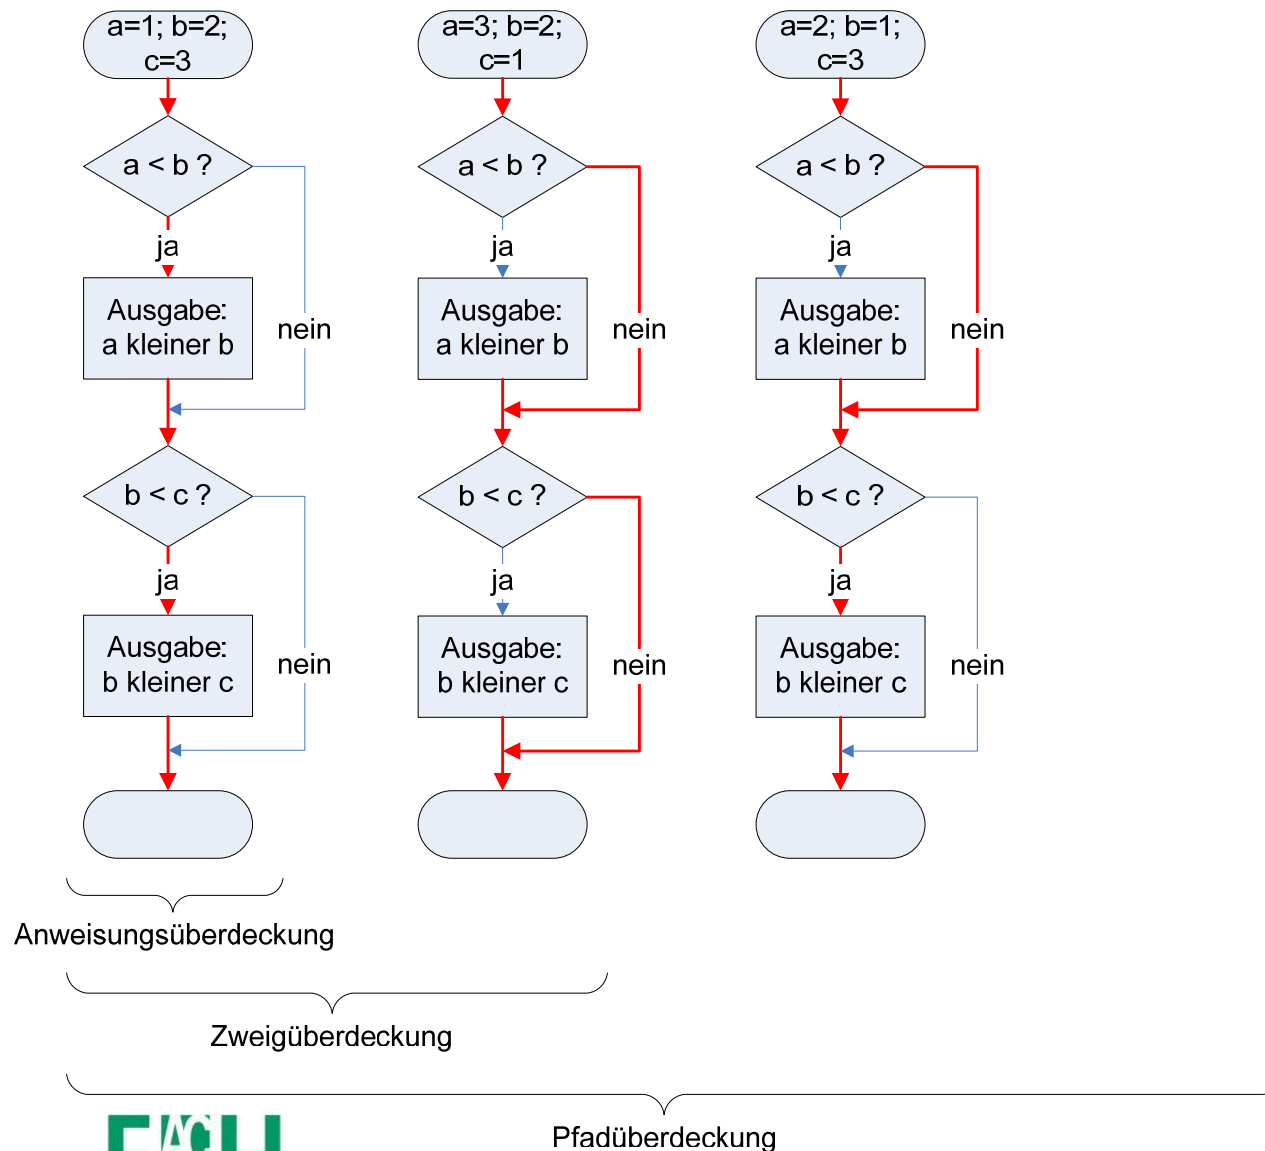 a=1; b=2;
c=3
a < b ?
ja
Ausgabe:
a kleiner b
nein
b < c ?
ja
Ausgabe:
b kleiner c
nein
a=3; b=2;
c=1
a < b ?
ja
Ausgabe:
a kleiner b
nein
b < c ?
ja
Ausgabe:
b kleiner c
nein
a=2; b=1;
c=3
a < b ?
ja
Ausgabe:
a kleiner b
nein
b < c ?
ja
Ausgabe:
b kleiner c
nein
Anweisungsüberdeckung
Zweigüberdeckung
Pfadüberdeckung